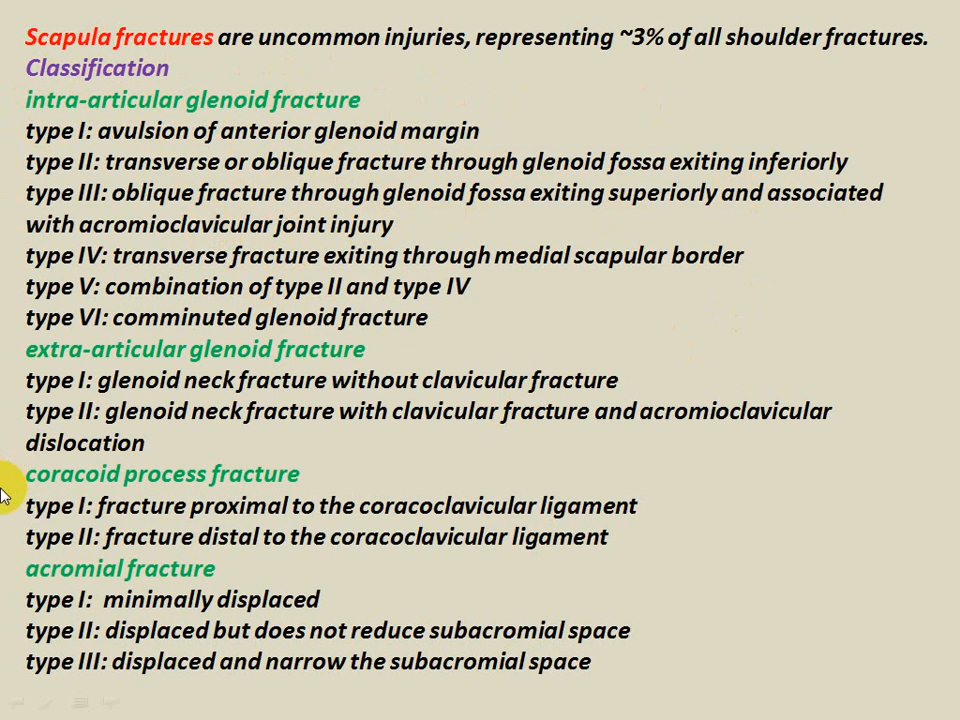 Scapula fractures are uncommon injuries, representing ~3% of all shoulder fractures.
Classification
intra-articular glenoid fracture
type I: avulsion of anterior glenoid margin
type II: transverse or oblique fracture through glenoid fossa exiting inferiorly
type III: oblique fracture through glenoid fossa exiting superiorly and associated
with acromioclavicular joint injury
type IV: transverse fracture exiting through medial scapular border
type V: combination of type II and type IV
type VI: comminuted glenoid fracture
extra-articular glenoid fracture
type I: glenoid neck fracture without clavicular fracture
type II: glenoid neck fracture with clavicular fracture and acromioclavicular
dislocation
coracoid process fracture
type I: fracture proximal to the coracoclavicular ligament
type II: fracture distal to the coracoclavicular ligament
acromial fracture
type I:  minimally displaced
type II: displaced but does not reduce subacromial space
type III: displaced and narrow the subacromial space